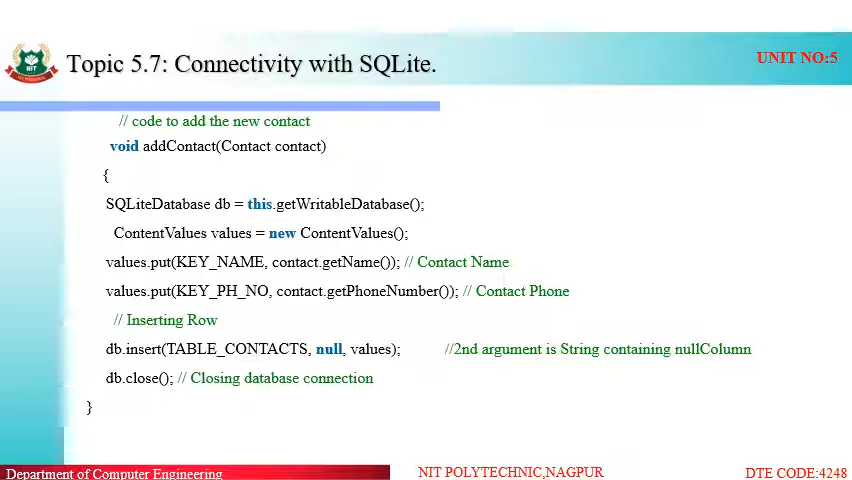 Topic 5.7: Connectivity with SQLite.
UNIT NO:5
NIT
// code to add the new contact
void addContact(Contact contact)
{
SQLiteDatabase db = this.getWritableDatabase();
ContentValues values = new ContentValues();
values.put(KEY_NAME, contact.getName()); // Contact Name
values.put(KEY_PH_NO, contact.getPhoneNumber()); // Contact Phone
// Inserting Row
db.insert(TABLE_CONTACTS, null, values); //2nd argument is String containing nullColumn
db.close(); // Closing database connection
}
Department of Computer Engineering
NIT POLYTECHNIC,NAGPUR
DTE CODE:4248